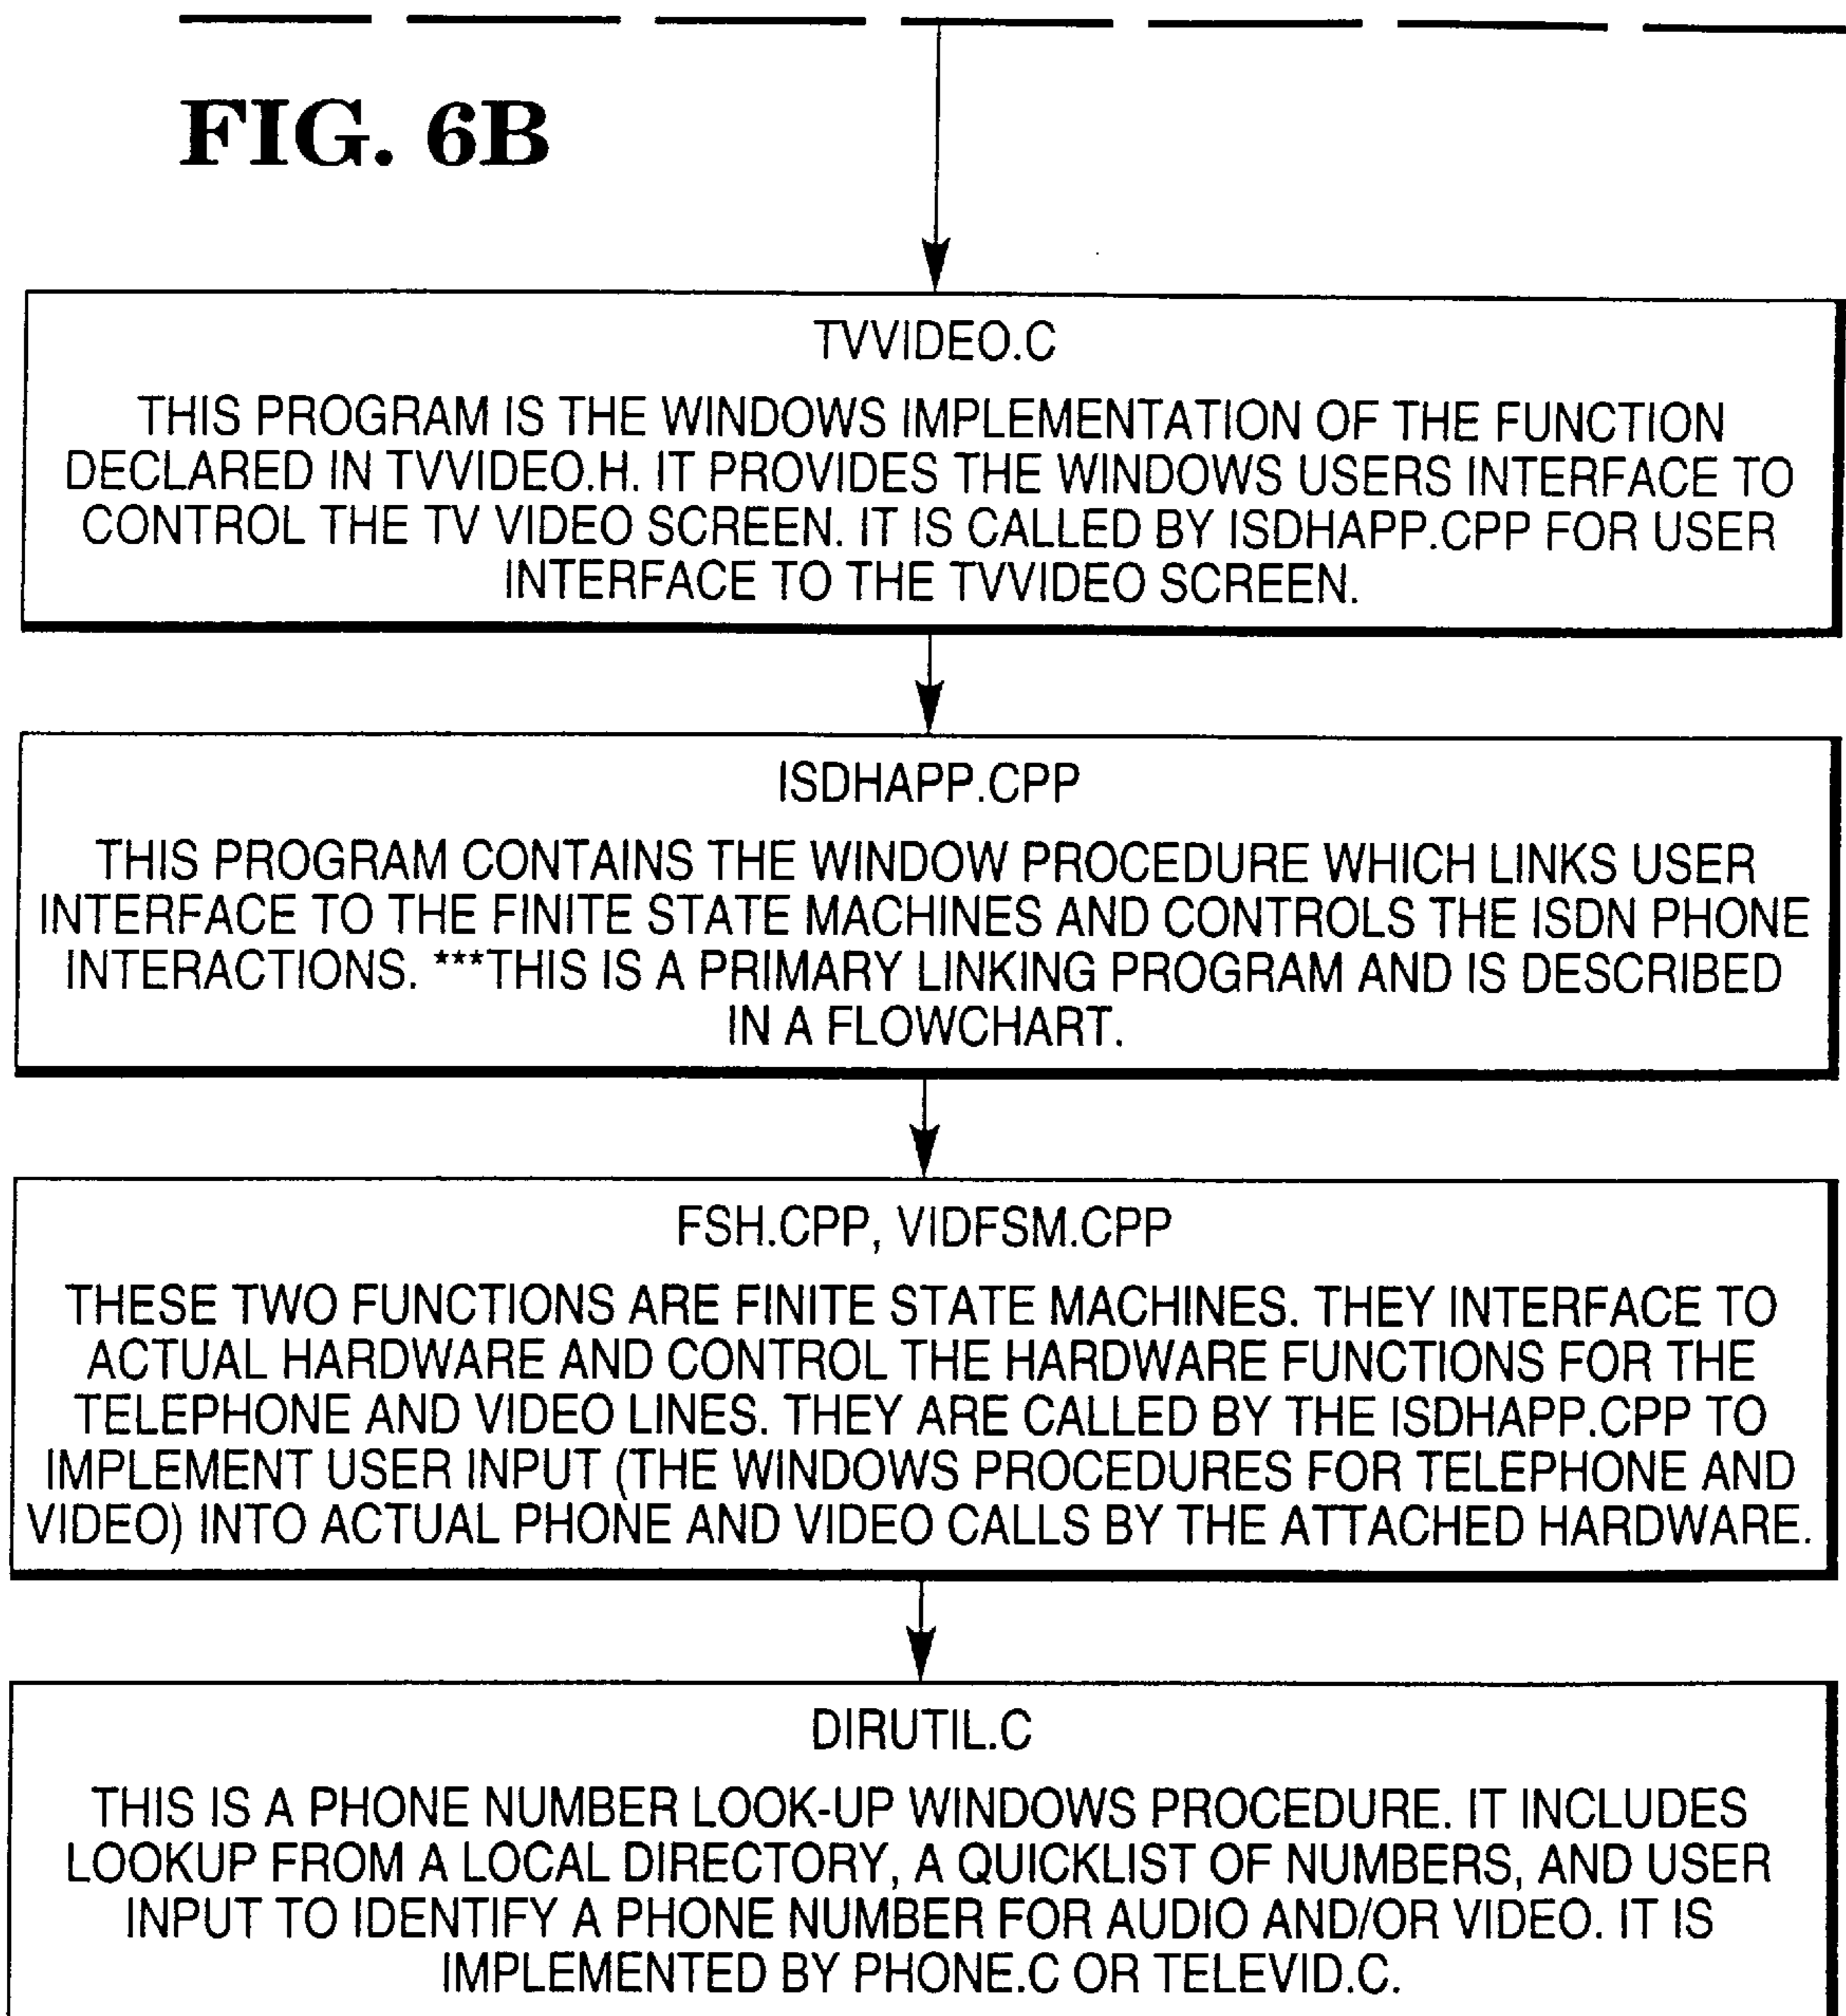 FIG. 6B
TVVIDEO.C
THIS PROGRAM IS THE WINDOWS IMPLEMENTATION OF THE FUNCTION
DECLARED IN TVVIDEO.H. IT PROVIDES THE WINDOWS USERS INTERFACE TO
CONTROL THE TV VIDEO SCREEN. IT IS CALLED BY ISDHAPP.CPP FOR USER
INTERFACE TO THE TVVIDEO SCREEN.
ISDHAPP.CPP
THIS PROGRAM CONTAINS THE WINDOW PROCEDURE WHICH LINKS USER
INTERFACE TO THE FINITE STATE MACHINES AND CONTROLS THE ISDN PHONE
INTERACTIONS. ***THIS IS A PRIMARY LINKING PROGRAM AND IS DESCRIBED
IN A FLOWCHART.
FSH.CPP, VIDFSM.CPP
THESE TWO FUNCTIONS ARE FINITE STATE MACHINES. THEY INTERFACE TO
ACTUAL HARDWARE AND CONTROL THE HARDWARE FUNCTIONS FOR THE
TELEPHONE AND VIDEO LINES. THEY ARE CALLED BY THE ISDHAPP.CPP TO
IMPLEMENT USER INPUT (THE WINDOWS PROCEDURES FOR TELEPHONE AND
VIDEO) INTO ACTUAL PHONE AND VIDEO CALLS BY THE ATTACHED HARDWARE.
DIRUTIL.C
THIS IS A PHONE NUMBER LOOK-UP WINDOWS PROCEDURE. IT INCLUDES
LOOKUP FROM A LOCAL DIRECTORY, A QUICKLIST OF NUMBERS, AND USER
INPUT TO IDENTIFY A PHONE NUMBER FOR AUDIO AND/OR VIDEO. IT IS
IMPLEMENTED BY PHONE.C OR TELEVID.C.